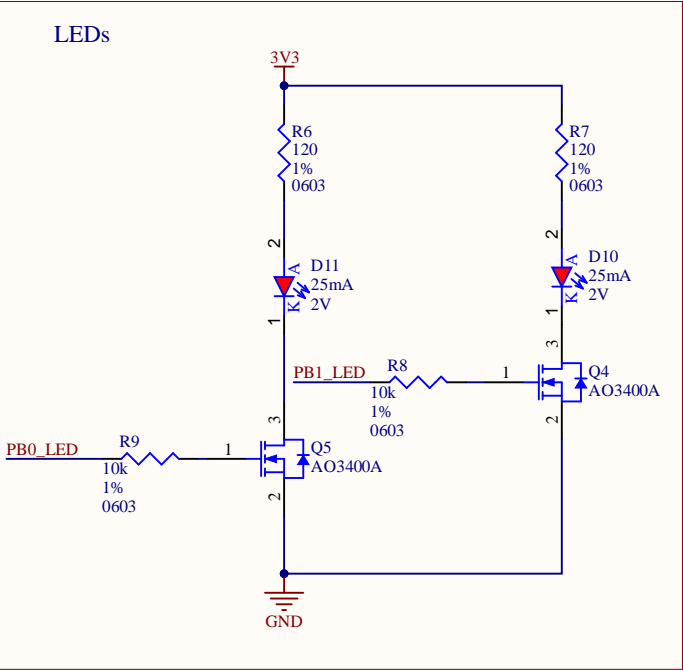 LEDs
3V3
R6
120
1%
0603
R7
120
1%
0603
2
A
D11
25mA
2V
K
1
2
A
D10
25mA
2V
K
1
3
PB1_LED
R8
10k
1%
0603
1
Q4
AO3400A
2
3
PB0_LED
R9
10k
1%
0603
1
Q5
AO3400A
2
GND